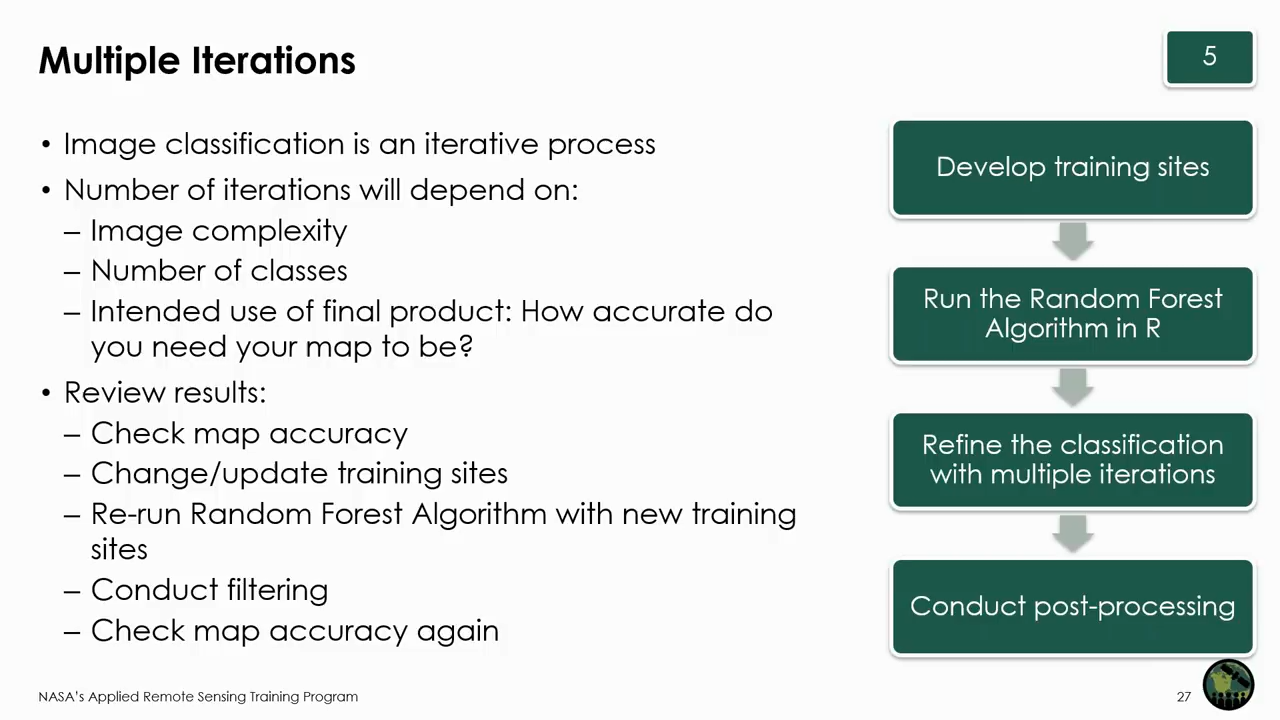 Multiple Iterations
5
• Image classification is an iterative process
• Number of iterations will depend on:
– Image complexity
– Number of classes
– Intended use of final product: How accurate do
you need your map to be?
• Review results:
– Check map accuracy
– Change/update training sites
– Re-run Random Forest Algorithm with new training
sites
– Conduct filtering
– Check map accuracy again
Develop training sites
Run the Random Forest
Algorithm in R
Refine the classification
with multiple iterations
Conduct post-processing
NASA's Applied Remote Sensing Training Program
27